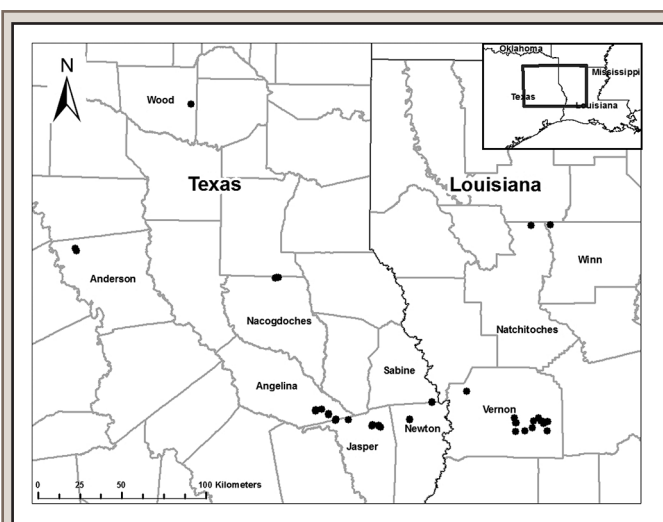 N
Oklahoma
Mississippi
Texas
Louisiana
Wood
Texas
Louisiana
Winn
Anderson
Nacogdoches
Natchitoches
Sabine
Angelina
Vernon
Newton
Jasper
0 25 50 100 Kilometers